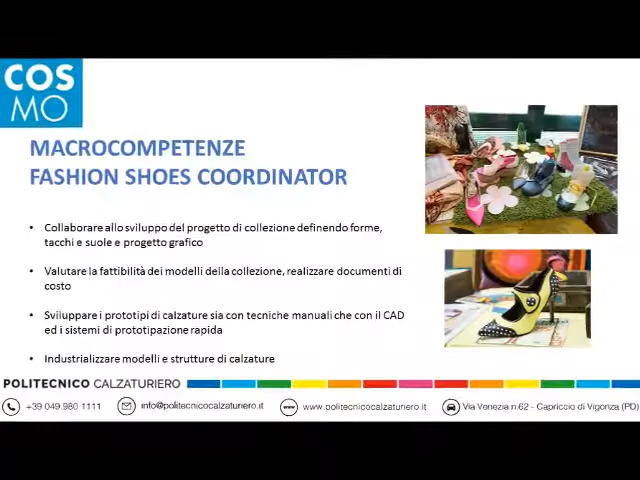 COS
MO
MACROCOMPETENZE
FASHION SHOES COORDINATOR
• Collaborare allo sviluppo del progetto di collezione definendo forme,
tacchi e suole e progetto grafico
• Valutare la fattibilità dei modelli della collezione, realizzare documenti di
costo
• Sviluppare i prototipi di calzature sia con tecniche manuali che con il CAD
ed i sistemi di prototipazione rapida
• Industrializzare modelli e strutture di calzature
POLITECNICO CALZATURIERO
+39 049.980 1111 info@politecnicocalzaturiero.it www.politecnicocalzaturiero.it Via Venezia n.62 - Capriccio di Vigonza (PD)